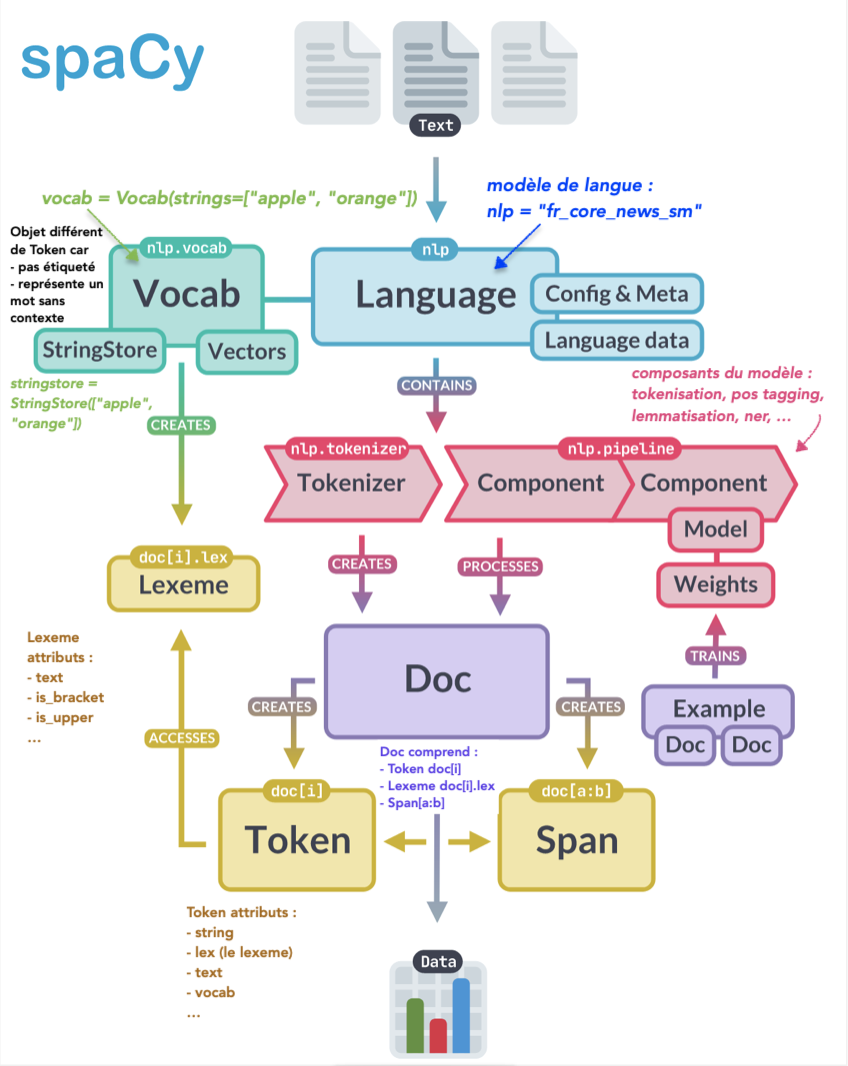 spaCy
Text
vocab = Vocab(strings=["apple", "orange"])
modèle de langue :
nlp = "fr_core_news_sm"
Objet différent
de Token car
- pas étiqueté
- représente un
mot sans
contexte
nlp.vocab
Vocab
StringStore
Vectors
nlp
Language
Config & Meta
Language data
stringstore =
StringStore(["apple",
"orange"])
CREATES
CONTAINS
composants du modèle :
tokenisation, pos tagging,
lemmatisation, ner, ...
nlp.tokenizer
Tokenizer
nlp.pipeline
Component
Component
Model
Weights
CREATES
PROCESSES
doc[i].lex
Lexeme
Lexeme
attributs :
- text
- is_bracket
- is_upper
...
TRAINS
Doc
Example
Doc
Doc
CREATES
CREATES
ACCESSES
Doc comprend :
- Token doc[i]
- Lexeme doc[i].lex
- Span[a:b]
doc[i]
Token
doc[a:b]
Span
Token attributs :
- string
- lex (le lexeme)
- text
- vocab
...
Data